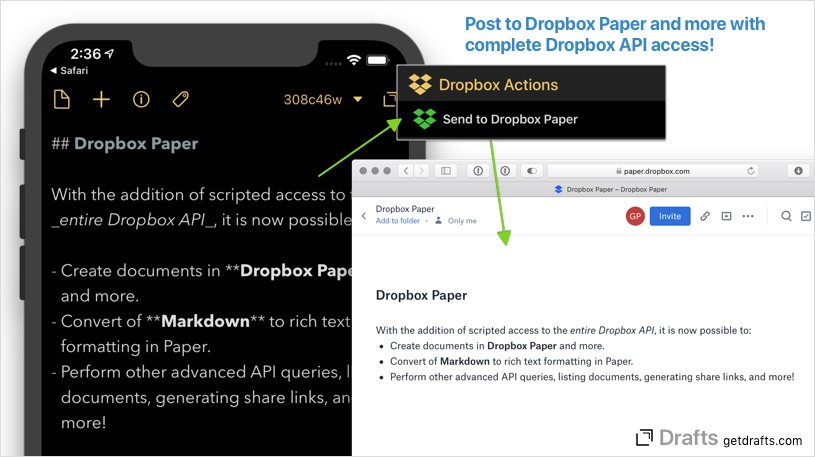 Post to Dropbox Paper and more with
complete Dropbox API access!
2:36
Safari
308c46w
Dropbox Actions
Send to Dropbox Paper
## Dropbox Paper
With the addition of scripted access to
_entire Dropbox API_, it is now possible
- Create documents in **Dropbox Pape
and more.
- Convert of **Markdown** to rich text
formatting in Paper.
- Perform other advanced API queries, li
documents, generating share links, and
more!
paper.dropbox.com
Dropbox Paper – Dropbox Paper
Dropbox Paper
Add to folder
Only me
GP
Invite
Dropbox Paper
With the addition of scripted access to the entire Dropbox API, it is now possible to:
• Create documents in Dropbox Paper and more.
• Convert of Markdown to rich text formatting in Paper.
• Perform other advanced API queries, listing documents, generating share links, and more!
Drafts getdrafts.com